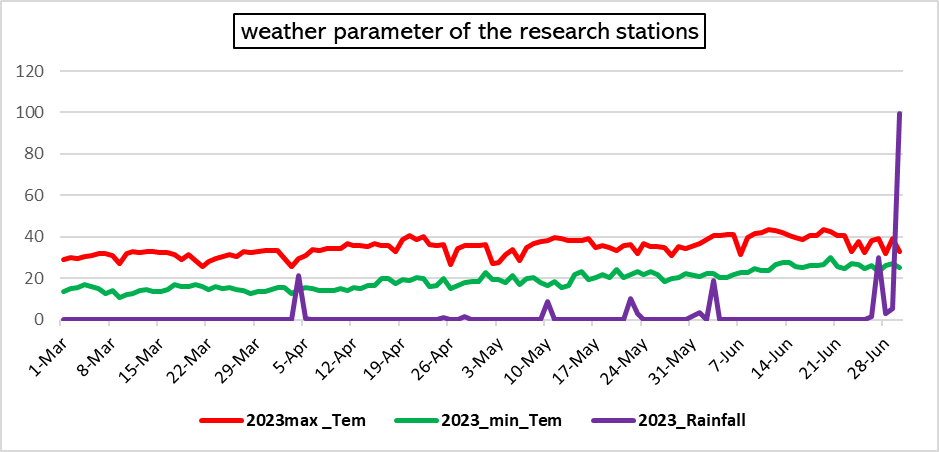 weather parameter of the research stations
120
100
80
60
40
20
0
1-Mar
8-Mar
15-Mar
22-Mar
29-Mar
5-Apr
12-Apr
19-Apr
26-Apr
3-May
10-May
17-May
24-May
31-May
7-Jun
14-Jun
21-Jun
28-Jun
2023max _Tem 2023_min_Tem 2023_Rainfall